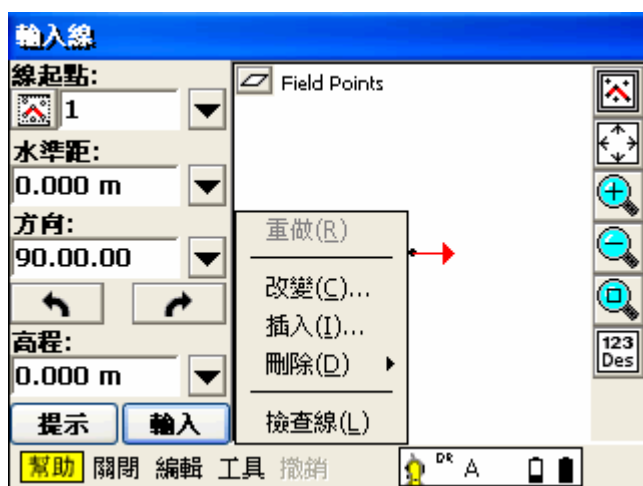 輸入線
線起點:
1
水準距:
0.000 m
方向:
90.00.00
高程:
0.000 m
提示 輸入
Field Points
重做(R)
改變(C)...
插入(I)...
刪除(D)
檢查線(L)
123
Des
幫助 關閉 編輯 工具 撤銷
DR A